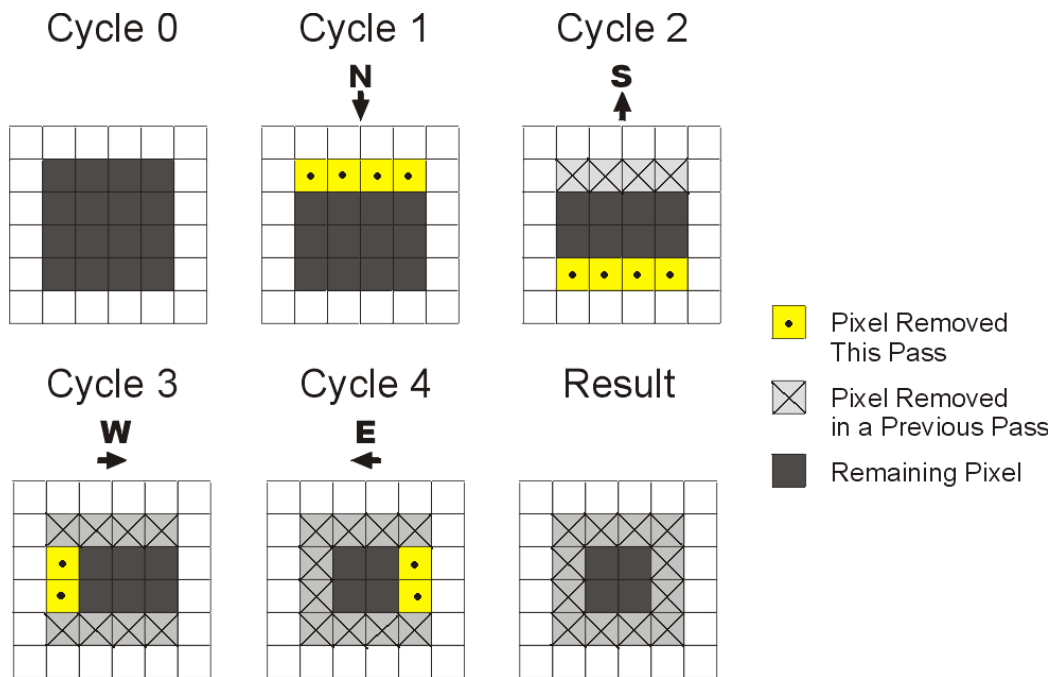 Cycle 0
Cycle 1
Cycle 2
N
S
Pixel Removed
This Pass
Cycle 3
Cycle 4
Result
Pixel Removed
in a Previous Pass
W
E
Remaining Pixel